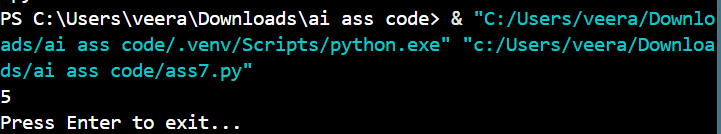 PS C:\Users\veera\Downloads\ai ass code> & "C:/Users/veera/Downlo
ads/ai ass code/.venv/Scripts/python.exe" "c:/Users/veera/Downloa
ds/ai ass code/ass7.py"
5
Press Enter to exit...